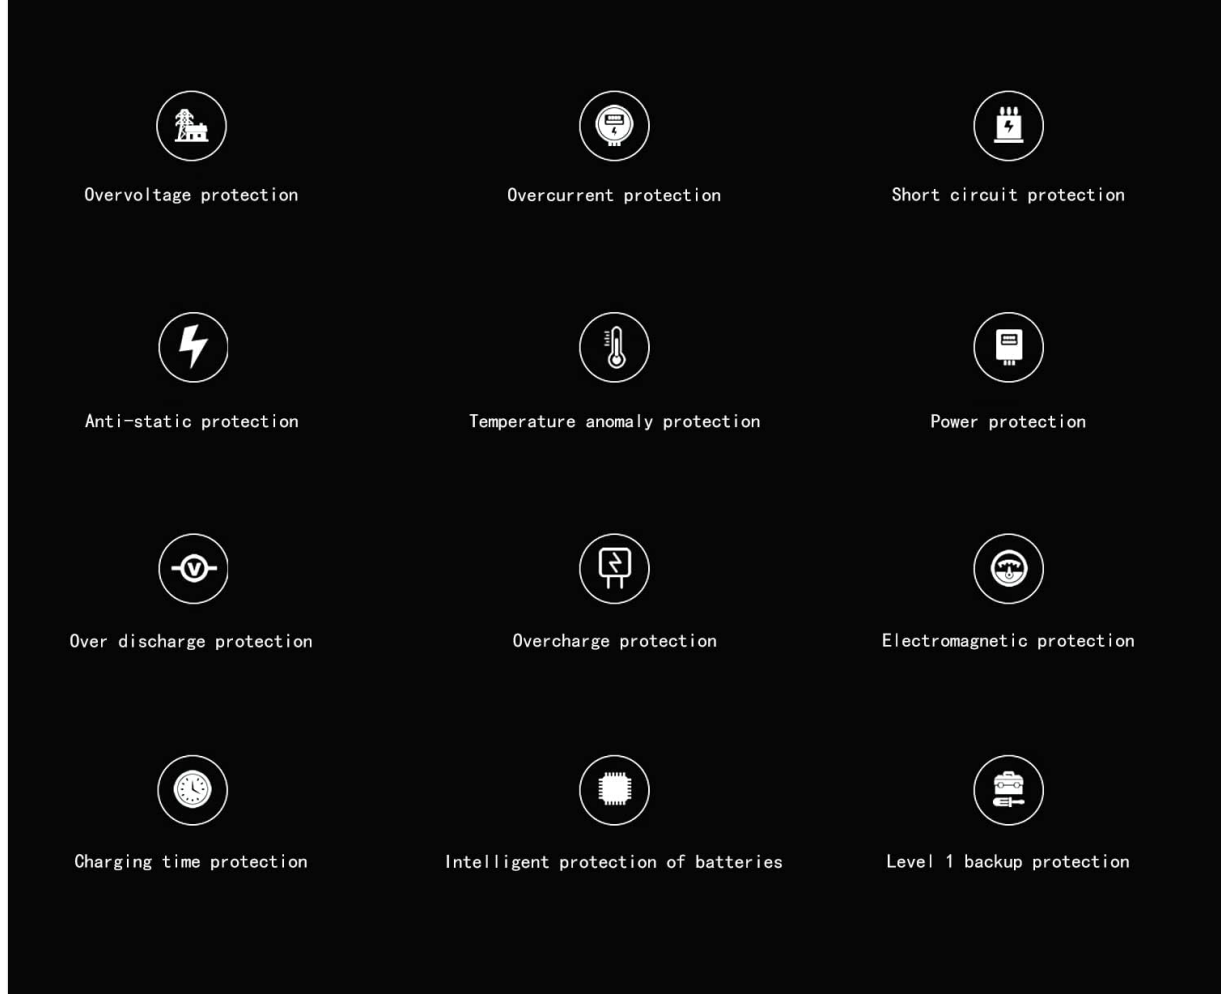 Overvoltage protection
Overcurrent protection
Short circuit protection
Anti-static protection
Temperature anomaly protection
Power protection
Over discharge protection
Overcharge protection
Electromagnetic protection
Charging time protection
Intelligent protection of batteries
Level 1 backup protection